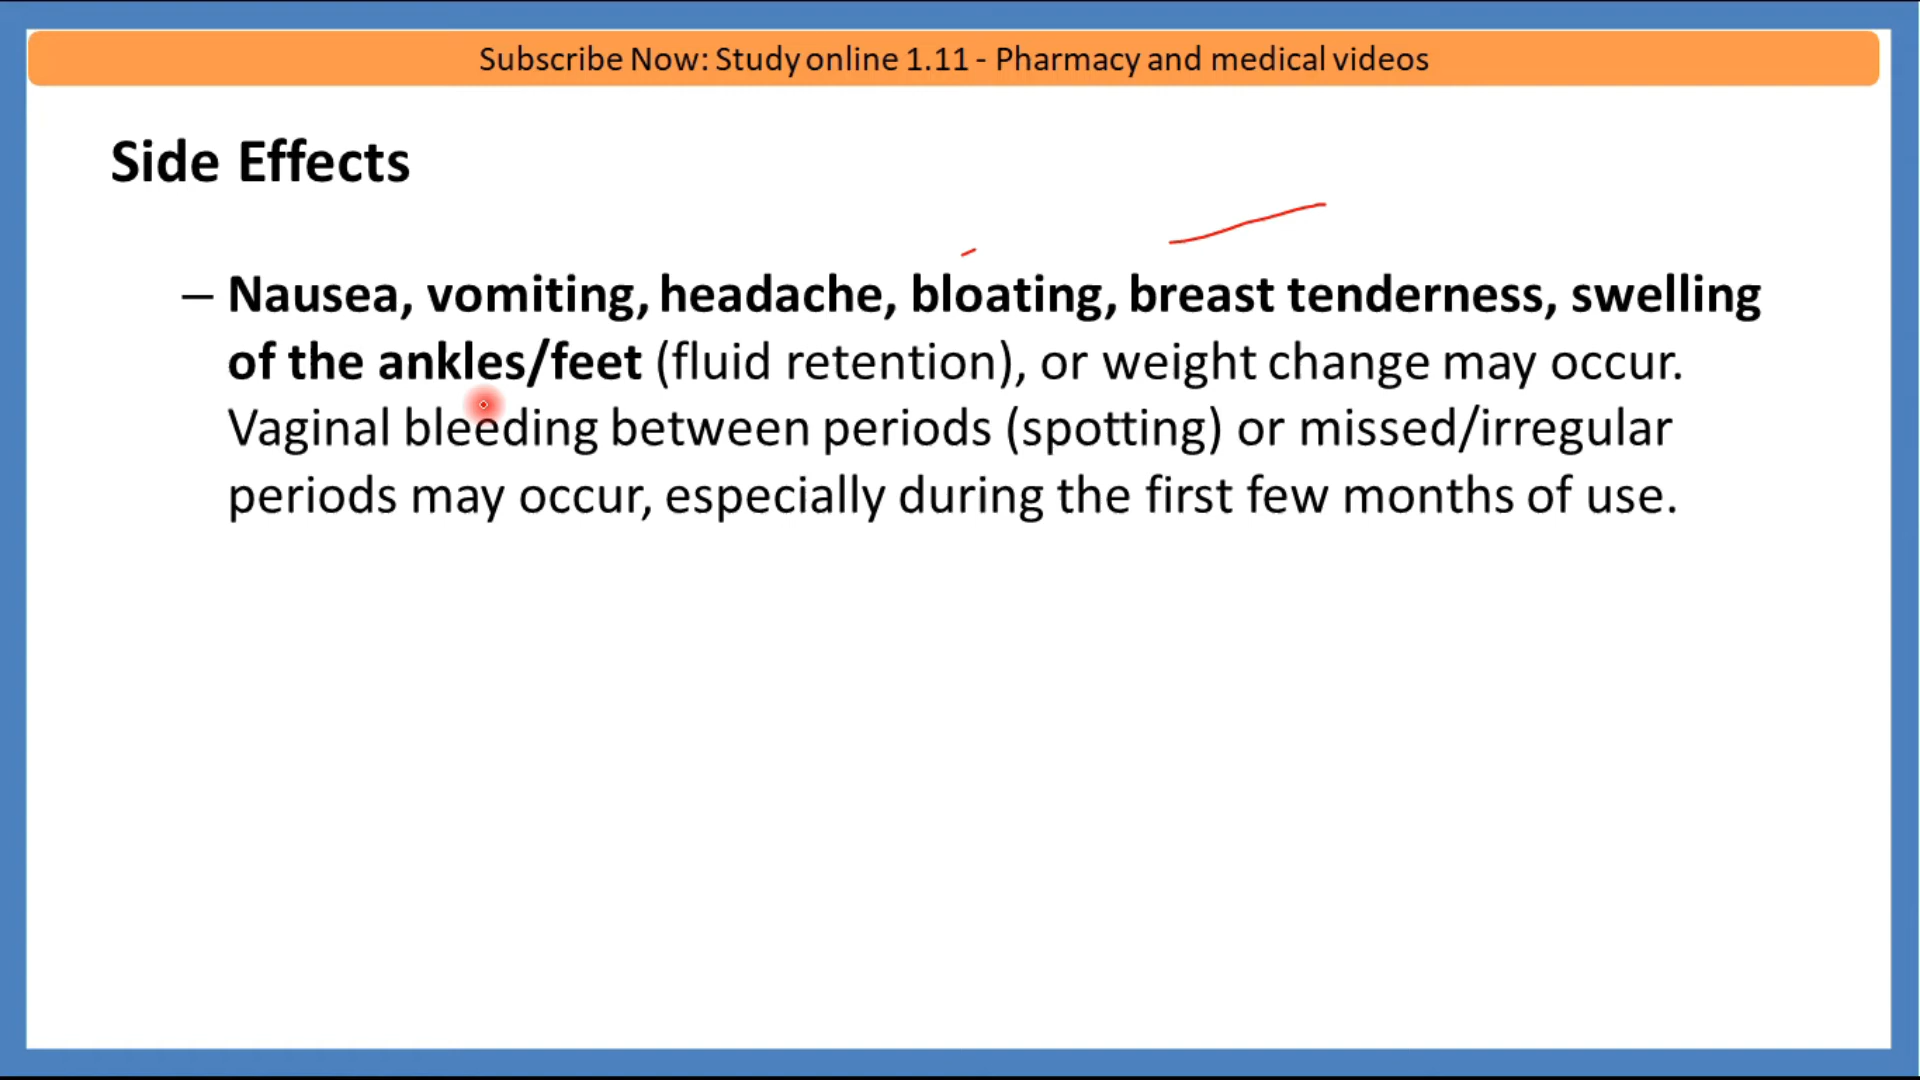 Subscribe Now: Study online 1.11 - Pharmacy and medical videos
Side Effects
– Nausea, vomiting, headache, bloating, breast tenderness, swelling
of the ankles/feet (fluid retention), or weight change may occur.
Vaginal bleeding between periods (spotting) or missed/irregular
periods may occur, especially during the first few months of use.